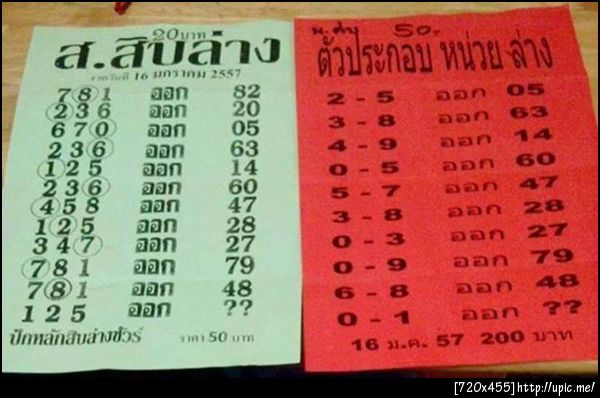 20 บาท
ส.สิบล่าง
งวดวันที่ 16 มกราคม 2557
781 ออก 82
236 ออก 20
670 ออก 05
236 ออก 63
125 ออก 14
236 ออก 60
458 ออก 47
125 ออก 28
347 ออก 27
781 ออก 79
781 ออก 48
125 ออก ??
ปักหลักสิบล่างชัวร์ ราคา 50 บาท
50.-
ตัวประกอบ หน่วย-ล่าง
2 - 5 ออก 05
3 - 8 ออก 63
4 - 9 ออก 14
0 - 5 ออก 60
5 - 7 ออก 47
3 - 8 ออก 28
0 - 3 ออก 27
0 - 9 ออก 79
6 - 8 ออก 48
0 - 1 ออก ??
16 ม.ค. 57 200 บาท
[720x455] http://upic.me/